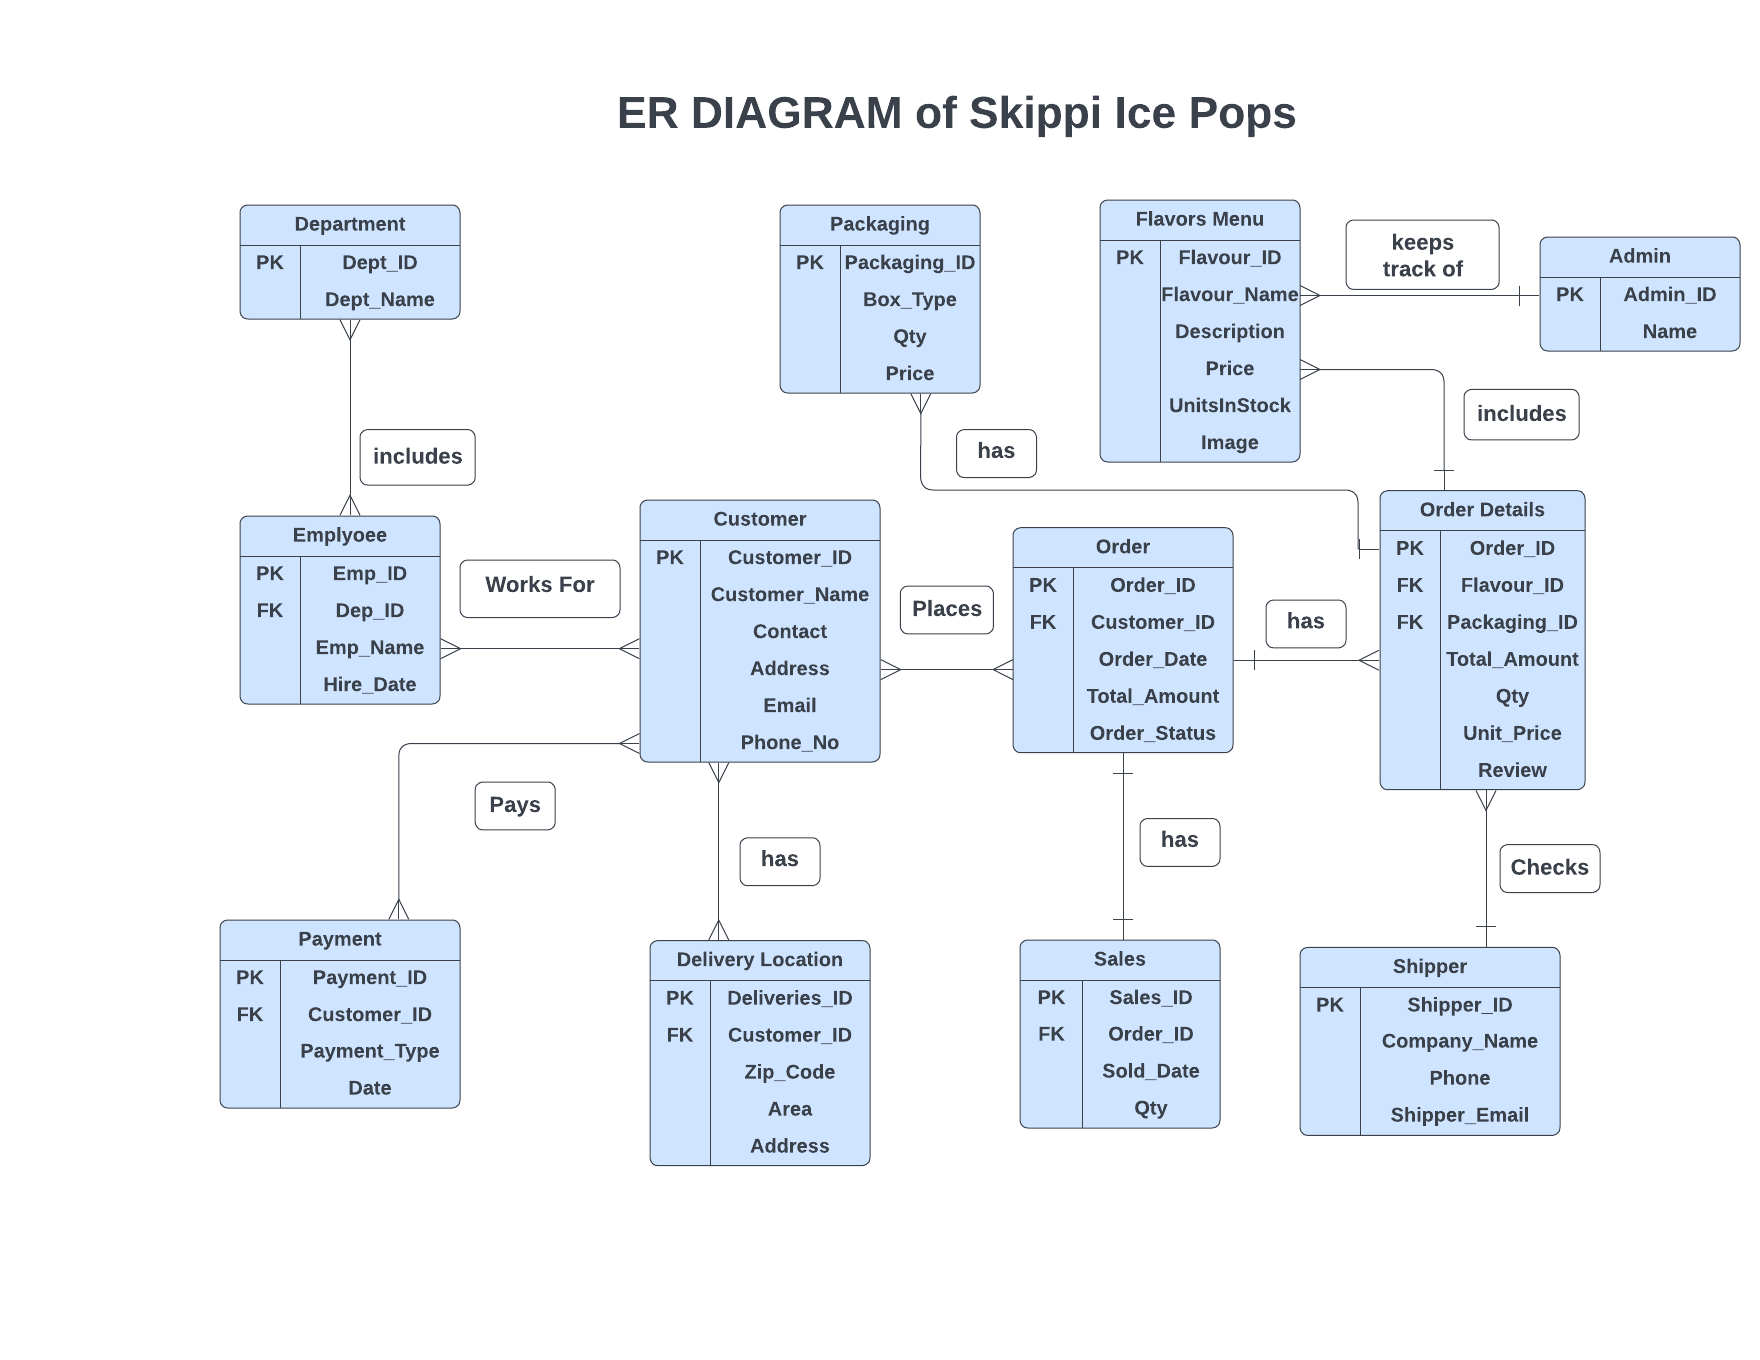 ER DIAGRAM of Skippi Ice Pops
Department
PK Dept_ID
Dept_Name
includes
Emplyoee
PK Emp_ID
FK Dep_ID
Emp_Name
Hire_Date
Works For
Packaging
PK Packaging_ID
Box_Type
Qty
Price
has
Flavors Menu
PK Flavour_ID
Flavour_Name
Description
Price
UnitsInStock
Image
keeps
track of
Admin
PK Admin_ID
Name
includes
Customer
PK Customer_ID
Customer_Name
Contact
Address
Email
Phone_No
Places
Order
PK Order_ID
FK Customer_ID
Order_Date
Total_Amount
Order_Status
has
Order Details
PK Order_ID
FK Flavour_ID
FK Packaging_ID
Total_Amount
Qty
Unit_Price
Review
Pays
has
has
Checks
Payment
PK Payment_ID
FK Customer_ID
Payment_Type
Date
Delivery Location
PK Deliveries_ID
FK Customer_ID
Zip_Code
Area
Address
Sales
PK Sales_ID
FK Order_ID
Sold_Date
Qty
Shipper
PK Shipper_ID
Company_Name
Phone
Shipper_Email